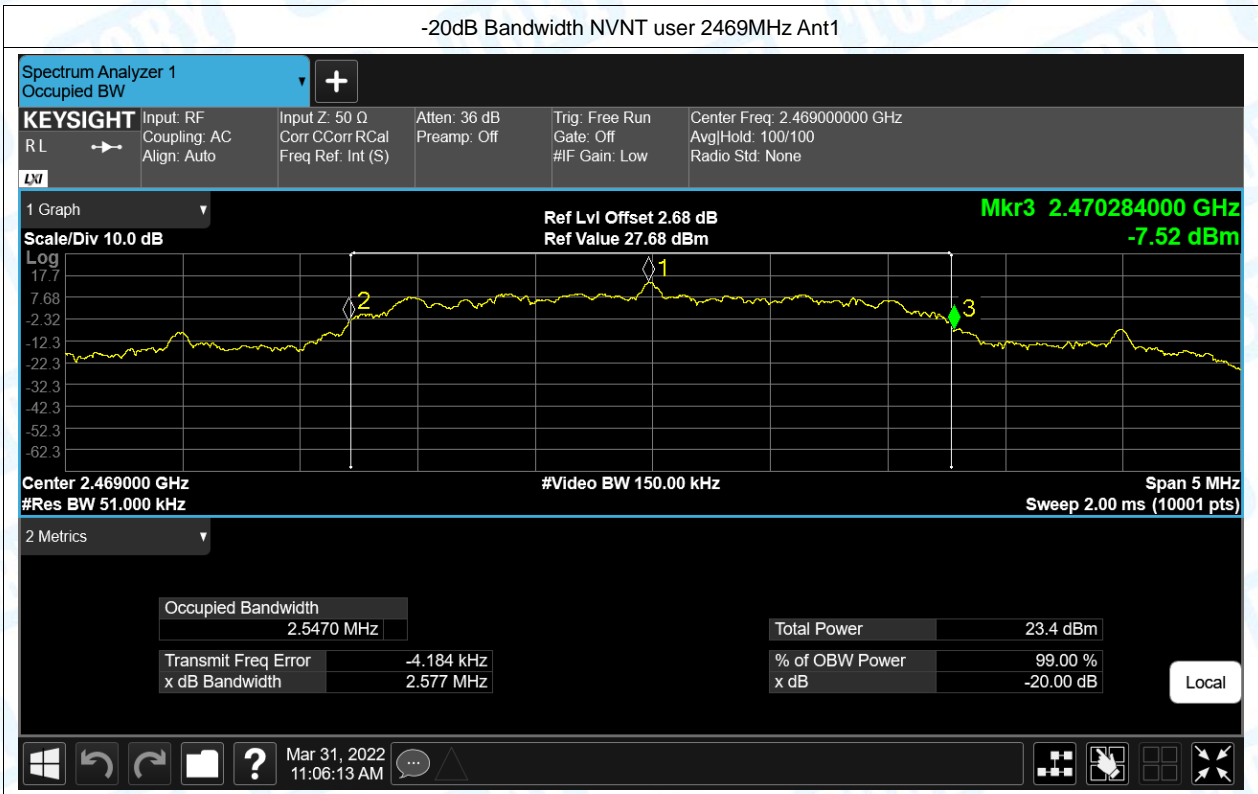 -20dB Bandwidth NVNT user 2469MHz Ant1
Spectrum Analyzer 1
Occupied BW
KEYSIGHT
RL
LXI
Input: RF
Coupling: AC
Align: Auto
Input Z: 50 Ω
Corr CCorr RCal
Freq Ref: Int (S)
Atten: 36 dB
Preamp: Off
Trig: Free Run
Gate: Off
#IF Gain: Low
Center Freq: 2.469000000 GHz
Avg|Hold: 100/100
Radio Std: None
1 Graph
Scale/Div 10.0 dB
Ref Lvl Offset 2.68 dB
Ref Value 27.68 dBm
Mkr3 2.470284000 GHz
-7.52 dBm
Log
17.7
7.68
-2.32
-12.3
-22.3
-32.3
-42.3
-52.3
-62.3
1
2
3
Center 2.469000 GHz
#Res BW 51.000 kHz
#Video BW 150.00 kHz
Span 5 MHz
Sweep 2.00 ms (10001 pts)
2 Metrics
Occupied Bandwidth
2.5470 MHz
Transmit Freq Error -4.184 kHz
x dB Bandwidth 2.577 MHz
Total Power 23.4 dBm
% of OBW Power 99.00 %
x dB -20.00 dB
Local
?
Mar 31, 2022
11:06:13 AM